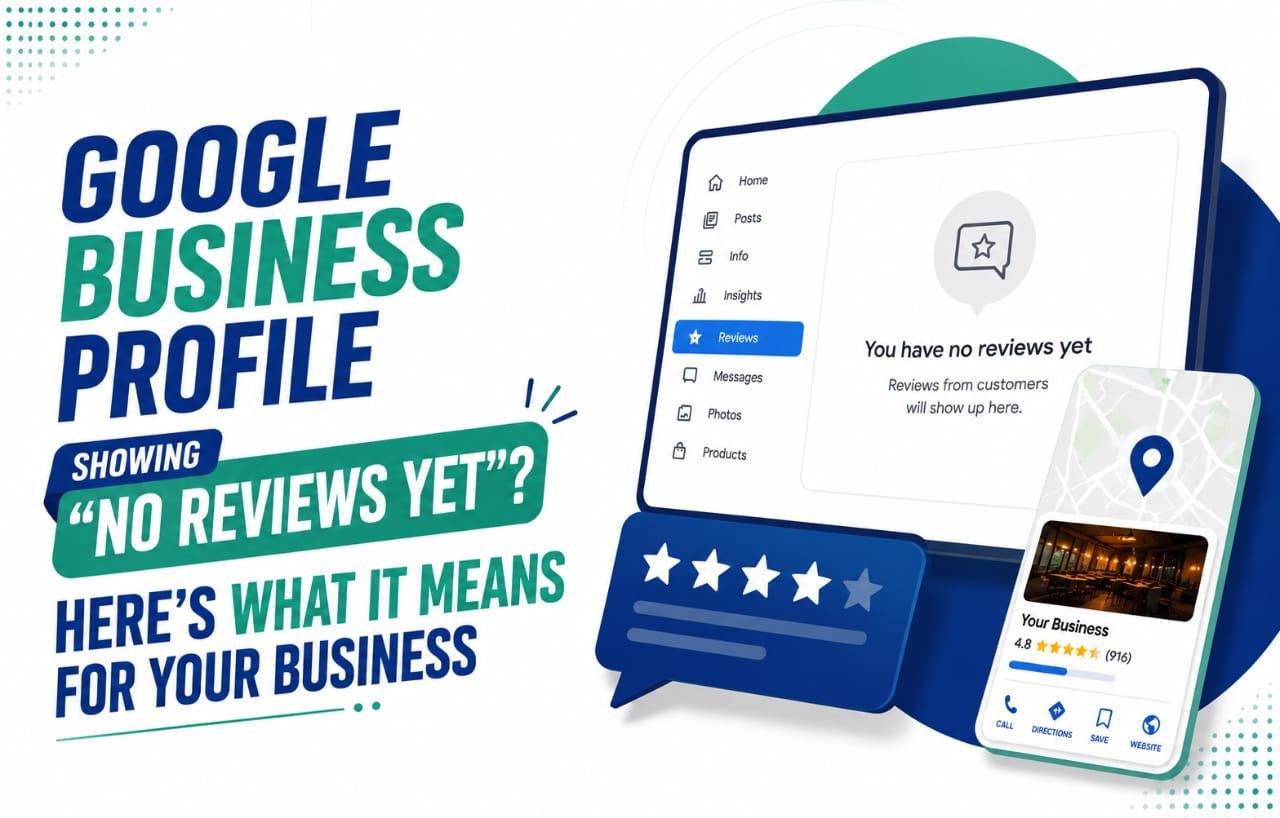 GOOGLE
BUSINESS
PROFILE
SHOWING
“NO REVIEWS YET”?
HERE’S WHAT IT MEANS
FOR YOUR BUSINESS
Home
Posts
Info
Insights
Reviews
Messages
Photos
Products
You have no reviews yet
Reviews from customers
will show up here.
Your Business
4.8 (916)
CALL
DIRECTIONS
SAVE
WEBSITE